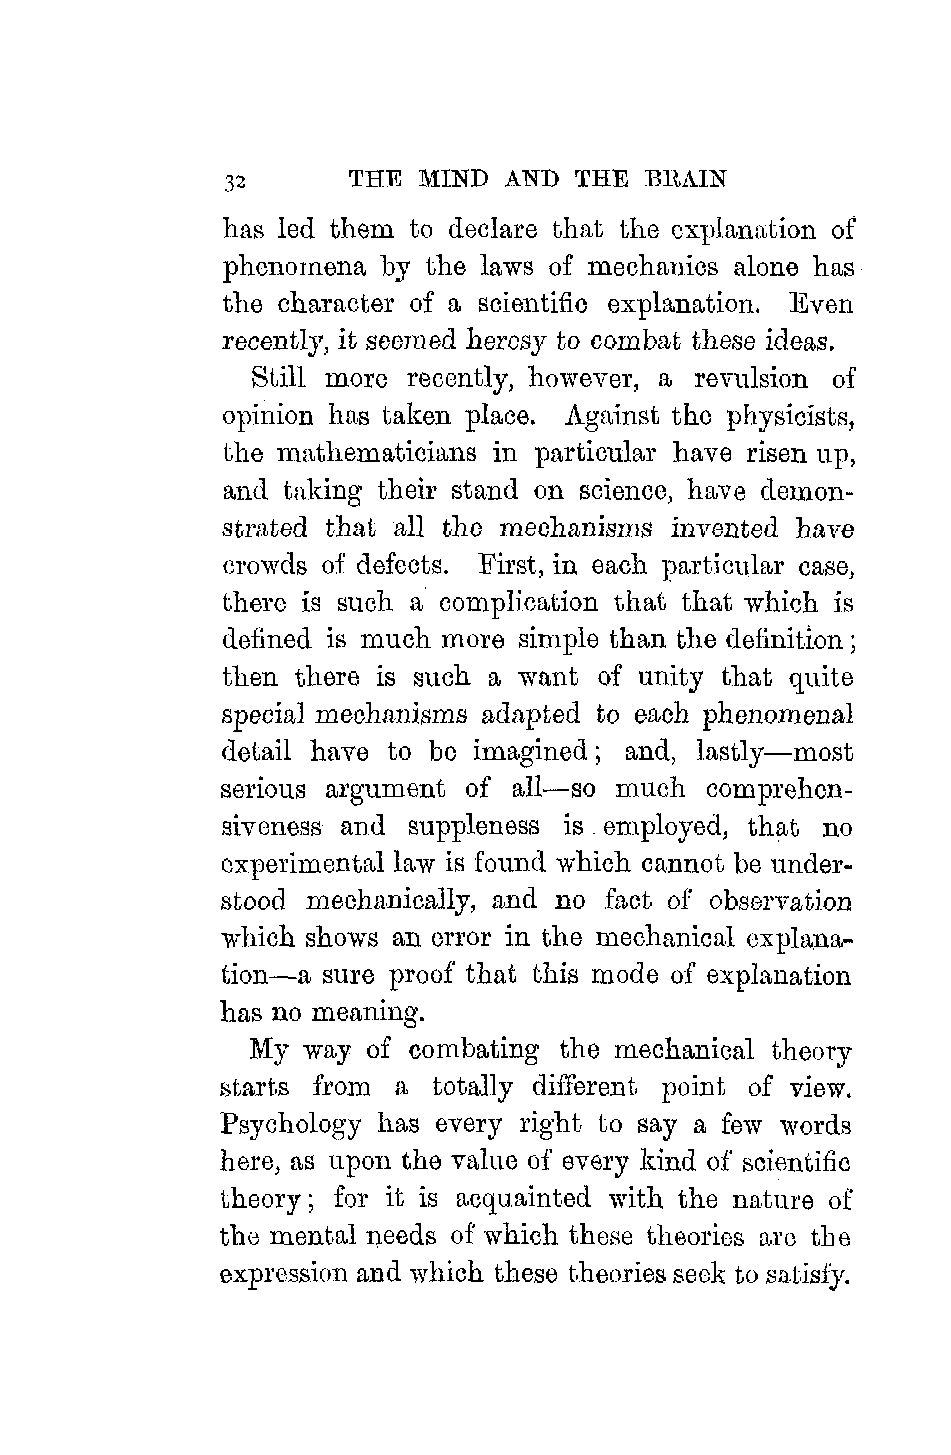 32 THE MIND AND THE BRAIN
has led them to declare that the explanation of
phenomena by the laws of mechanics alone has
the character of a scientific explanation. Even
recently, it seemed heresy to combat these ideas.
Still more recently, however, a revulsion of
opinion has taken place. Against the physicists,
the mathematicians in particular have risen up,
and taking their stand on science, have demon-
strated that all the mechanisms invented have
crowds of defects. First, in each particular case,
there is such a complication that that which is
defined is much more simple than the definition;
then there is such a want of unity that quite
special mechanisms adapted to each phenomenal
detail have to be imagined; and, lastly—most
serious argument of all—so much comprehen-
siveness and suppleness is employed, that no
experimental law is found which cannot be under-
stood mechanically, and no fact of observation
which shows an error in the mechanical explana-
tion—a sure proof that this mode of explanation
has no meaning.
My way of combating the mechanical theory
starts from a totally different point of view.
Psychology has every right to say a few words
here, as upon the value of every kind of scientific
theory; for it is acquainted with the nature of
the mental needs of which these theories are the
expression and which these theories seek to satisfy.